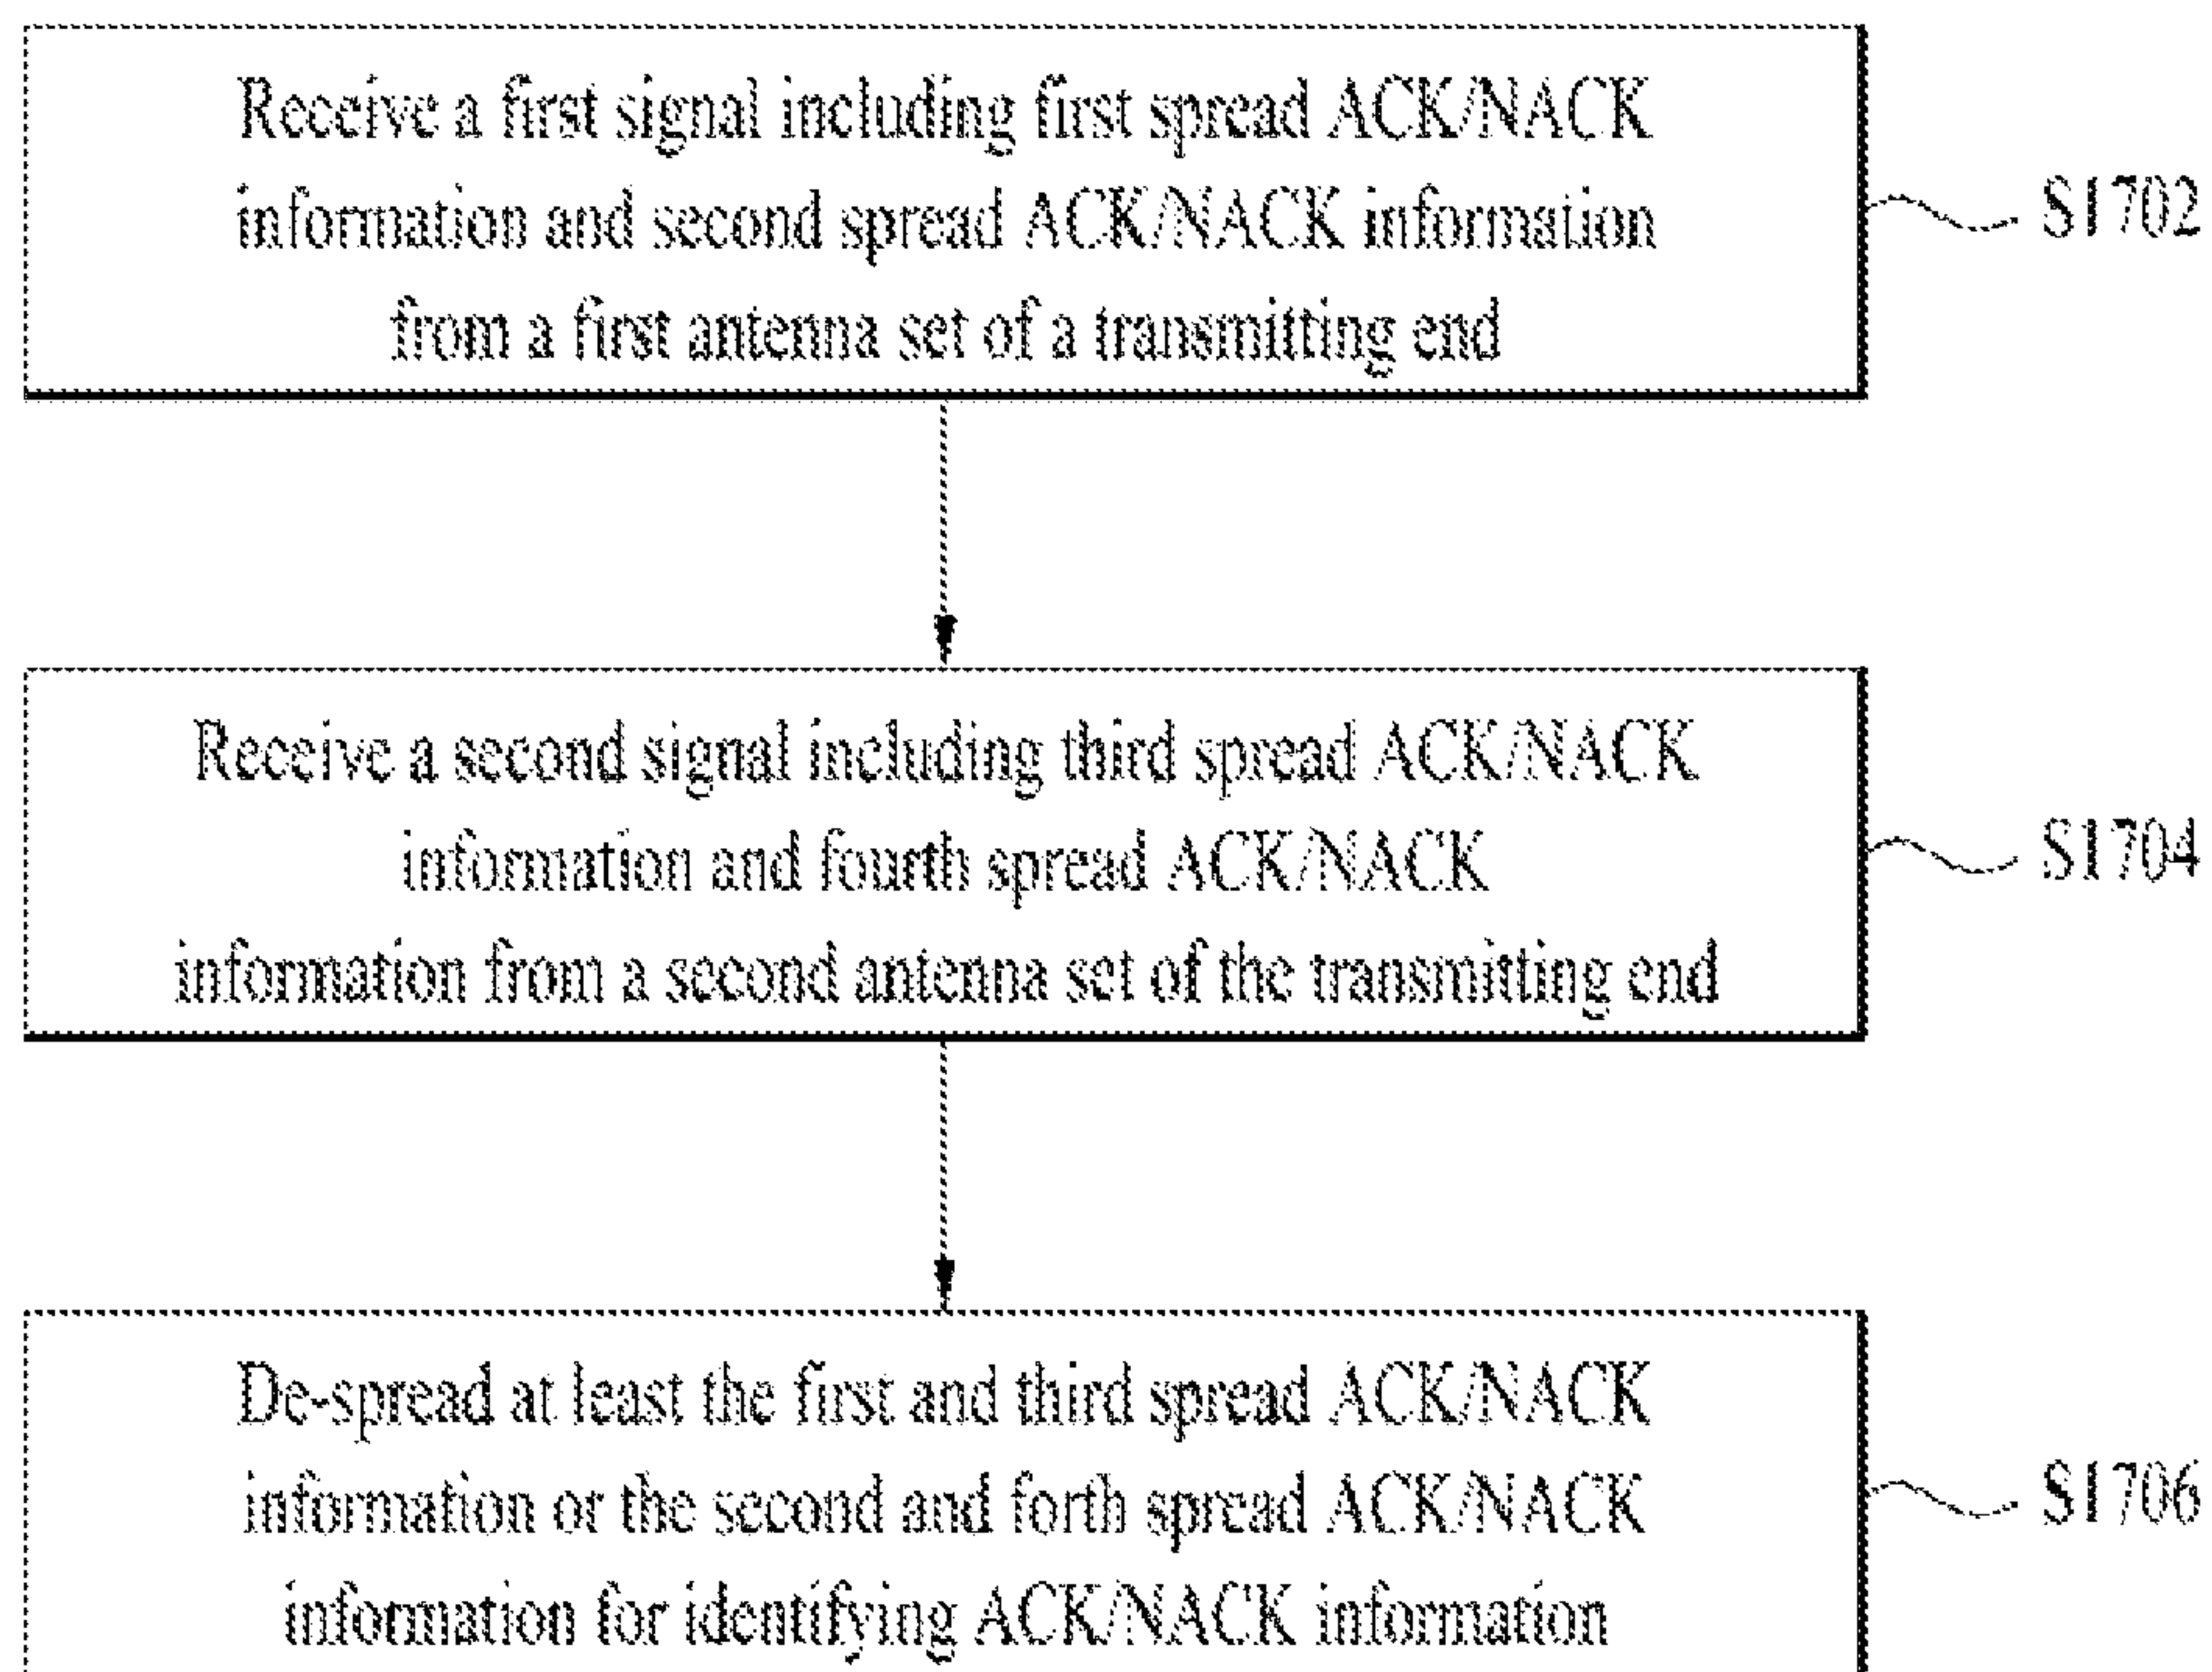 Receive a first signal including first spread ACK/NACK
information and second spread ACK/NACK information
from a first antenna set of a transmitting end
S1702
Receive a second signal including third spread ACK/NACK
information and fourth spread ACK/NACK
information from a second antenna set of the transmitting end
S1704
De-spread at least the first and third spread ACK/NACK
information or the second and forth spread ACK/NACK
information for identifying ACK/NACK information
S1706